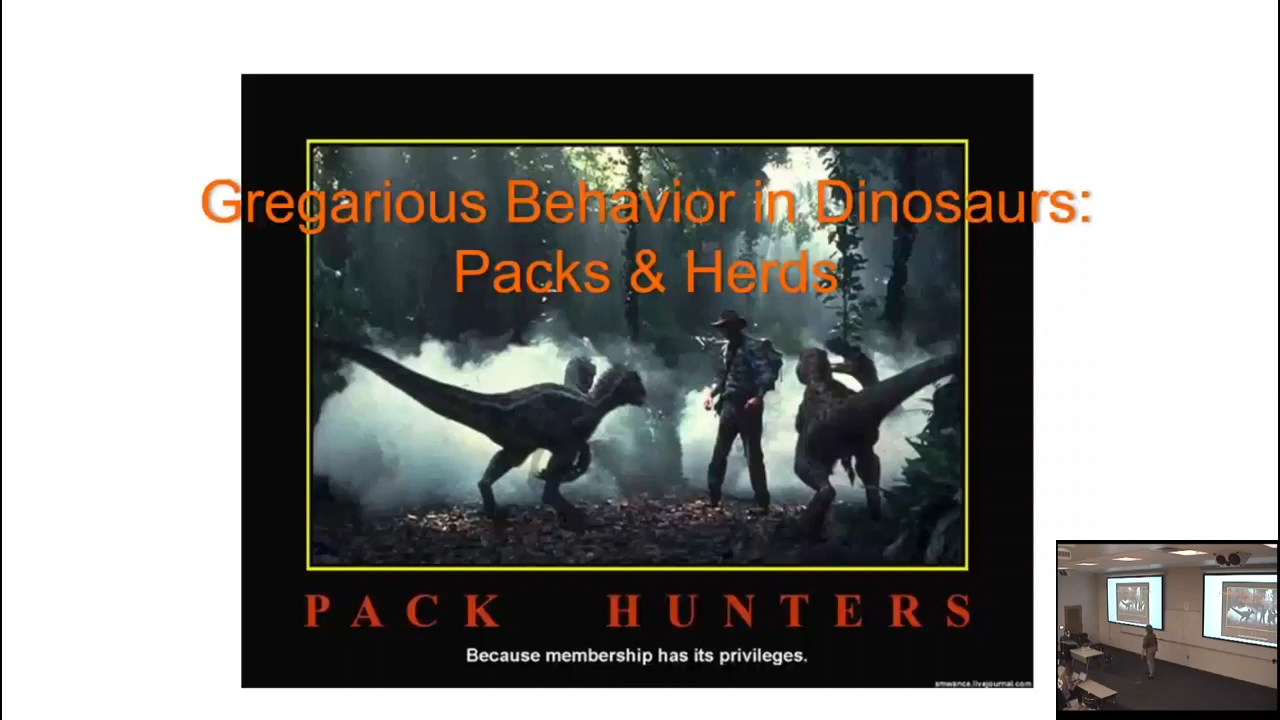 Gregarious Behavior in Dinosaurs:
Packs & Herds
PACK HUNTERS
Because membership has its privileges.
smwance.livejournal.com